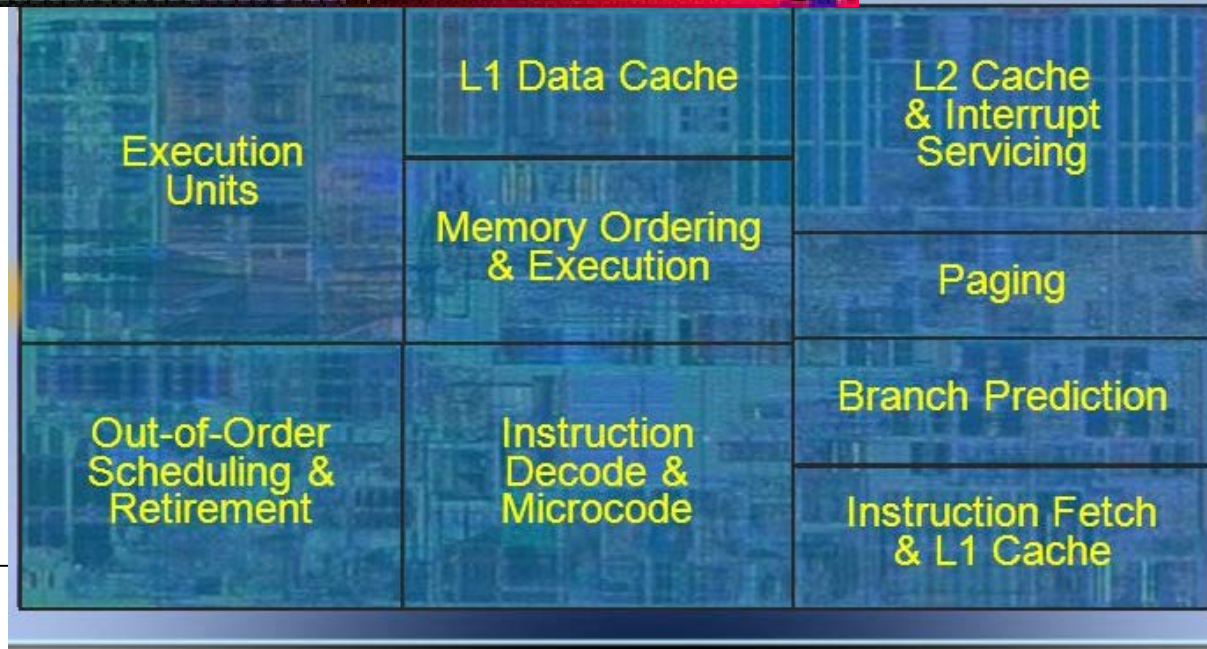 Execution
Units
L1 Data Cache
Memory Ordering
& Execution
L2 Cache
& Interrupt
Servicing
Paging
Out-of-Order
Scheduling &
Retirement
Instruction
Decode &
Microcode
Branch Prediction
Instruction Fetch
& L1 Cache